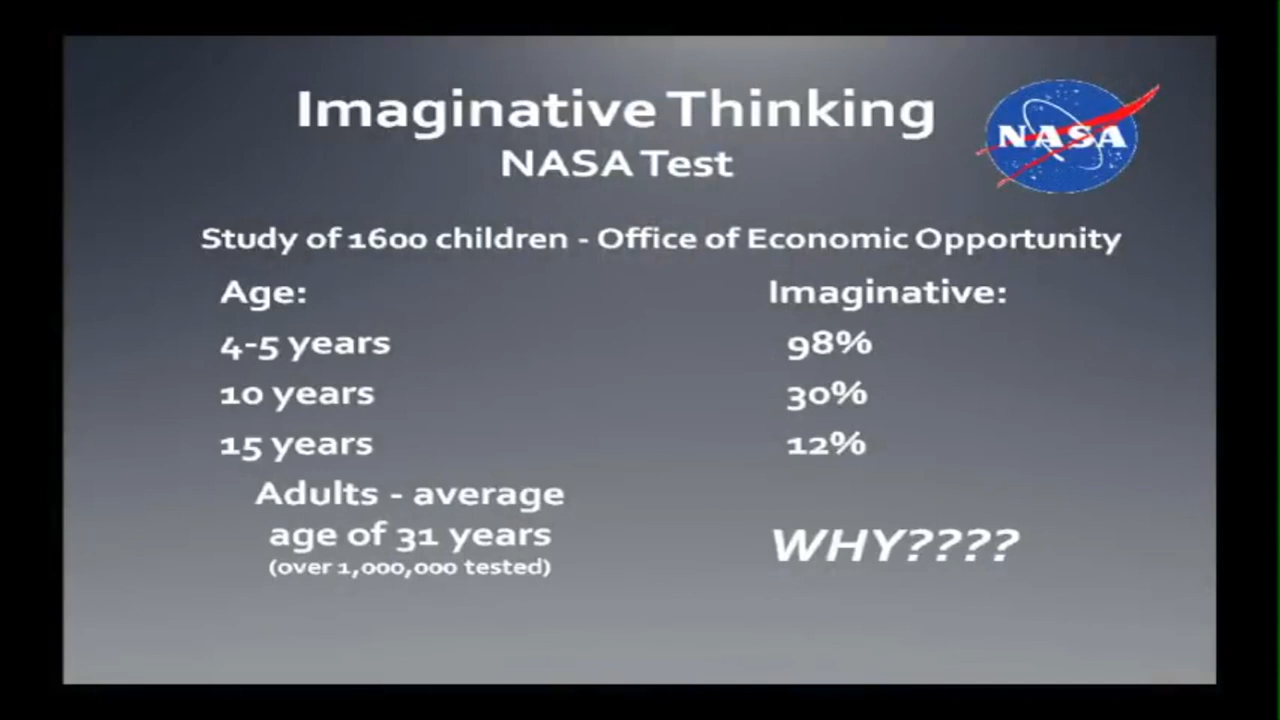 Imaginative Thinking
NASA Test
NASA
Study of 1600 children - Office of Economic Opportunity
Age: Imaginative:
4-5 years 98%
10 years 30%
15 years 12%
Adults - average
age of 31 years WHY????
(over 1,000,000 tested)